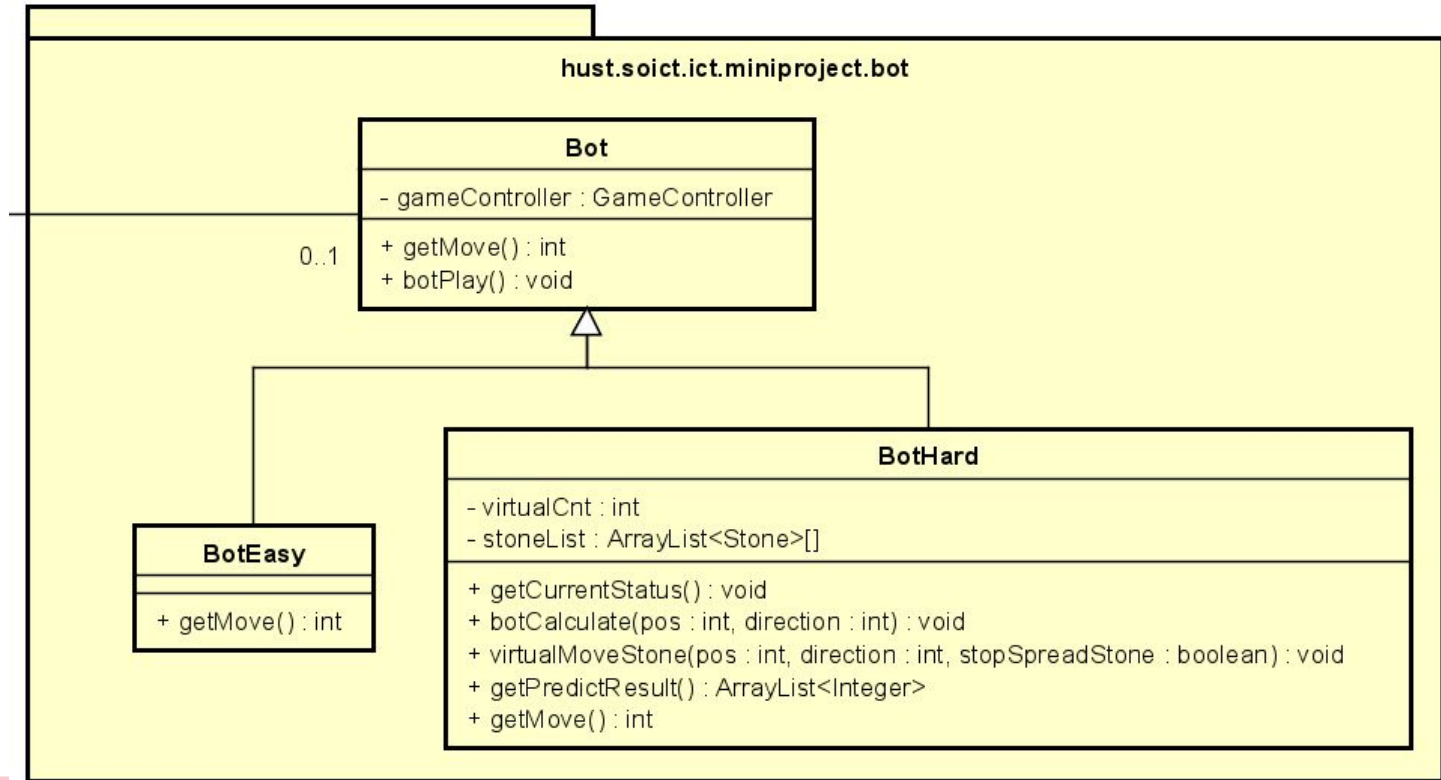 hust.soict.ict.miniproject.bot
Bot
- gameController : GameController
+ getMove() : int
+ botPlay() : void
0..1
BotEasy
+ getMove() : int
BotHard
- virtualCnt : int
- stoneList : ArrayList<Stone>[]
+ getCurrentStatus() : void
+ botCalculate(pos : int, direction : int) : void
+ virtualMoveStone(pos : int, direction : int, stopSpreadStone : boolean) : void
+ getPredictResult() : ArrayList<Integer>
+ getMove() : int